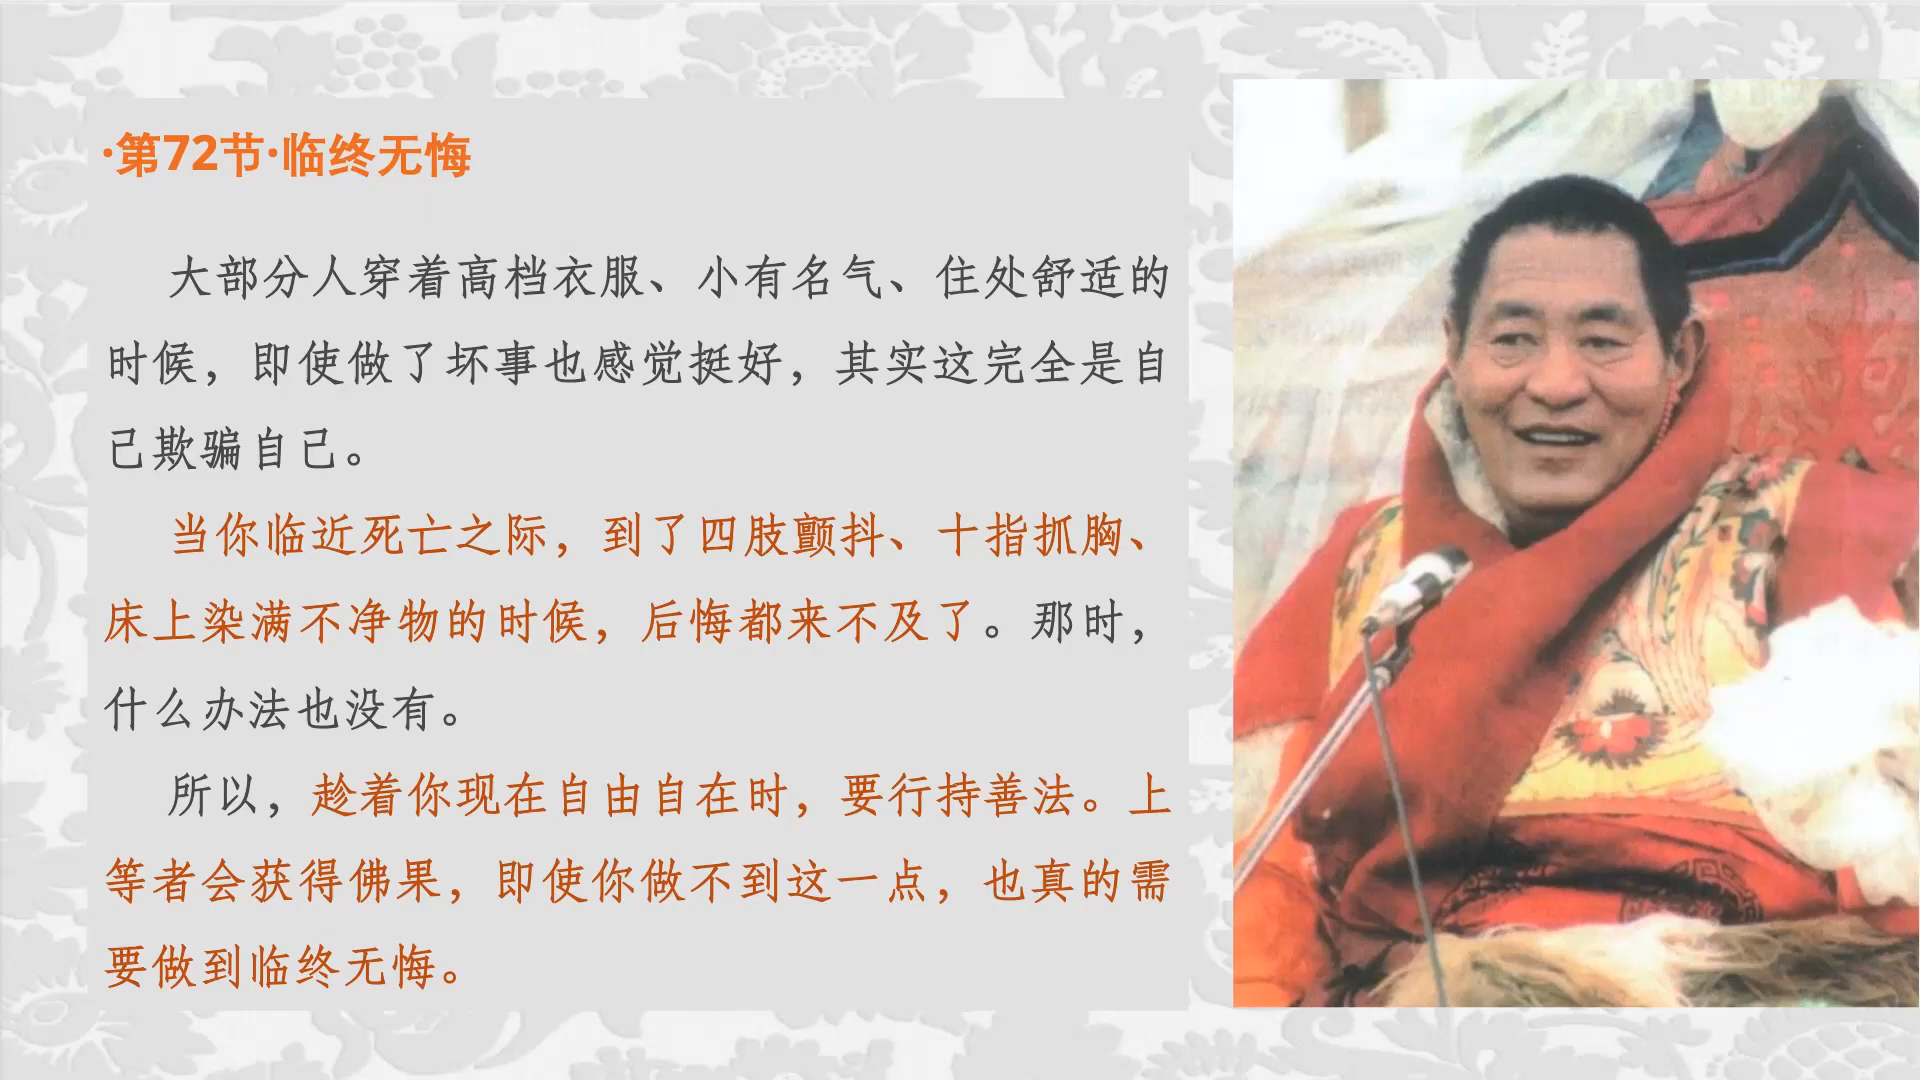 ·第72节·临终无悔
大部分人穿着高档衣服、小有名气、住处舒适的
时候，即使做了坏事也感觉挺好，其实这完全是自
己欺骗自己。
当你临近死亡之际，到了四肢颤抖、十指抓胸、
床上染满不净物的时候，后悔都来不及了。那时，
什么办法也没有。
所以，趁着你现在自由自在时，要行持善法。上
等者会获得佛果，即使你做不到这一点，也真的需
要做到临终无悔。